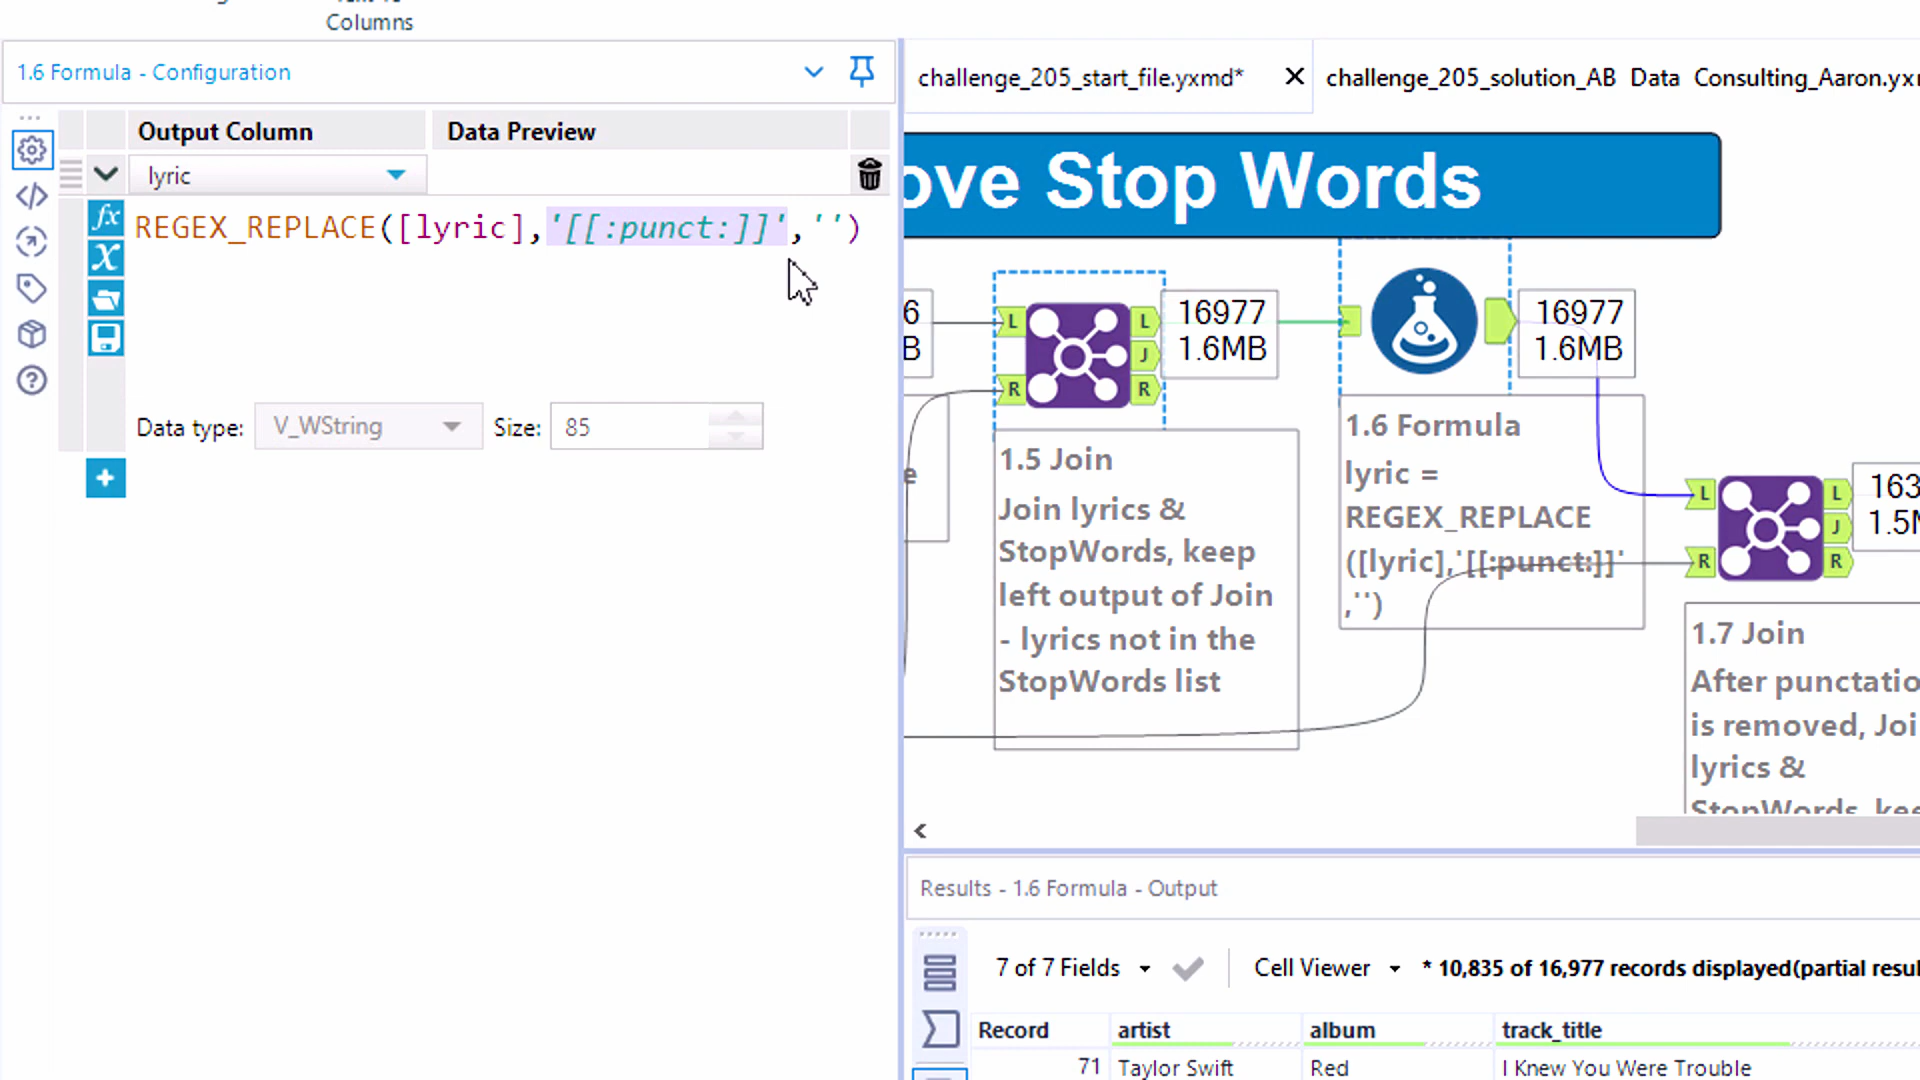 Columns
1.6 Formula - Configuration
Output Column
Data Preview
lyric
REGEX_REPLACE([lyric],'[[:punct:]]','')
Data type:
V_WString
Size:
85
challenge_205_start_file.yxmd*
challenge_205_solution_AB Data Consulting_Aaron.yx
ove Stop Words
6
B
L
R
L
J
R
16977
1.6MB
16977
1.6MB
e
1.5 Join
Join lyrics &
StopWords, keep
left output of Join
- lyrics not in the
StopWords list
1.6 Formula
lyric =
REGEX_REPLACE
([lyric],'[[:punct:]]'
,'')
L
R
L
J
R
163
1.5
1.7 Join
After punctatio
is removed, Joi
lyrics &
StopWords, kee
Results - 1.6 Formula - Output
7 of 7 Fields
Cell Viewer
* 10,835 of 16,977 records displayed(partial resul
Record
artist
album
track_title
71
Taylor Swift
Red
I Knew You Were Trouble